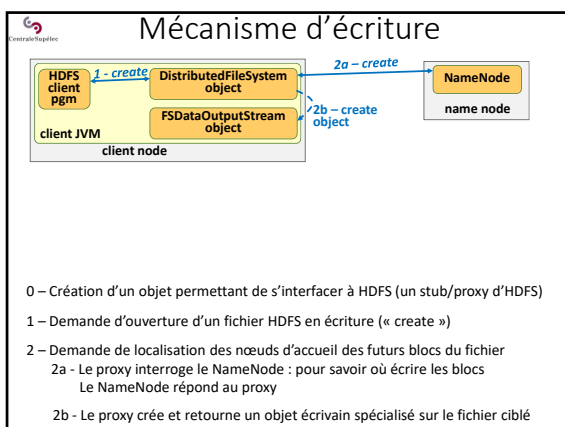 CentraleSupélec
Mécanisme d’écriture
HDFS client pgm
1 - create
DistributedFileSystem object
2a – create
NameNode
name node
2b – create object
FSDataOutputStream object
client JVM
client node
0 – Création d’un objet permettant de s’interfacer à HDFS (un stub/proxy d’HDFS)
1 – Demande d’ouverture d’un fichier HDFS en écriture (« create »)
2 – Demande de localisation des nœuds d’accueil des futurs blocs du fichier
2a - Le proxy interroge le NameNode : pour savoir où écrire les blocs
Le NameNode répond au proxy
2b - Le proxy crée et retourne un objet écrivain spécialisé sur le fichier ciblé